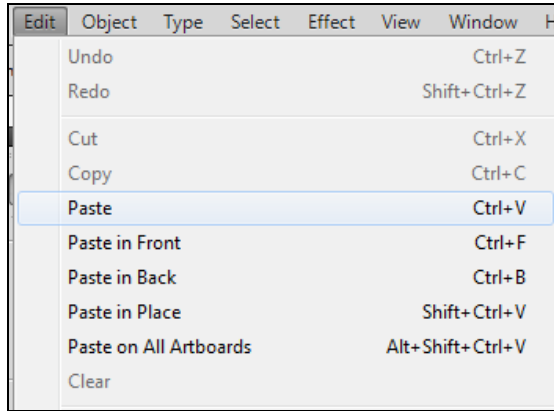 Edit Object Type Select Effect View Window H
Undo Ctrl+Z
Redo Shift+Ctrl+Z
Cut Ctrl+X
Copy Ctrl+C
Paste Ctrl+V
Paste in Front Ctrl+F
Paste in Back Ctrl+B
Paste in Place Shift+Ctrl+V
Paste on All Artboards Alt+Shift+Ctrl+V
Clear